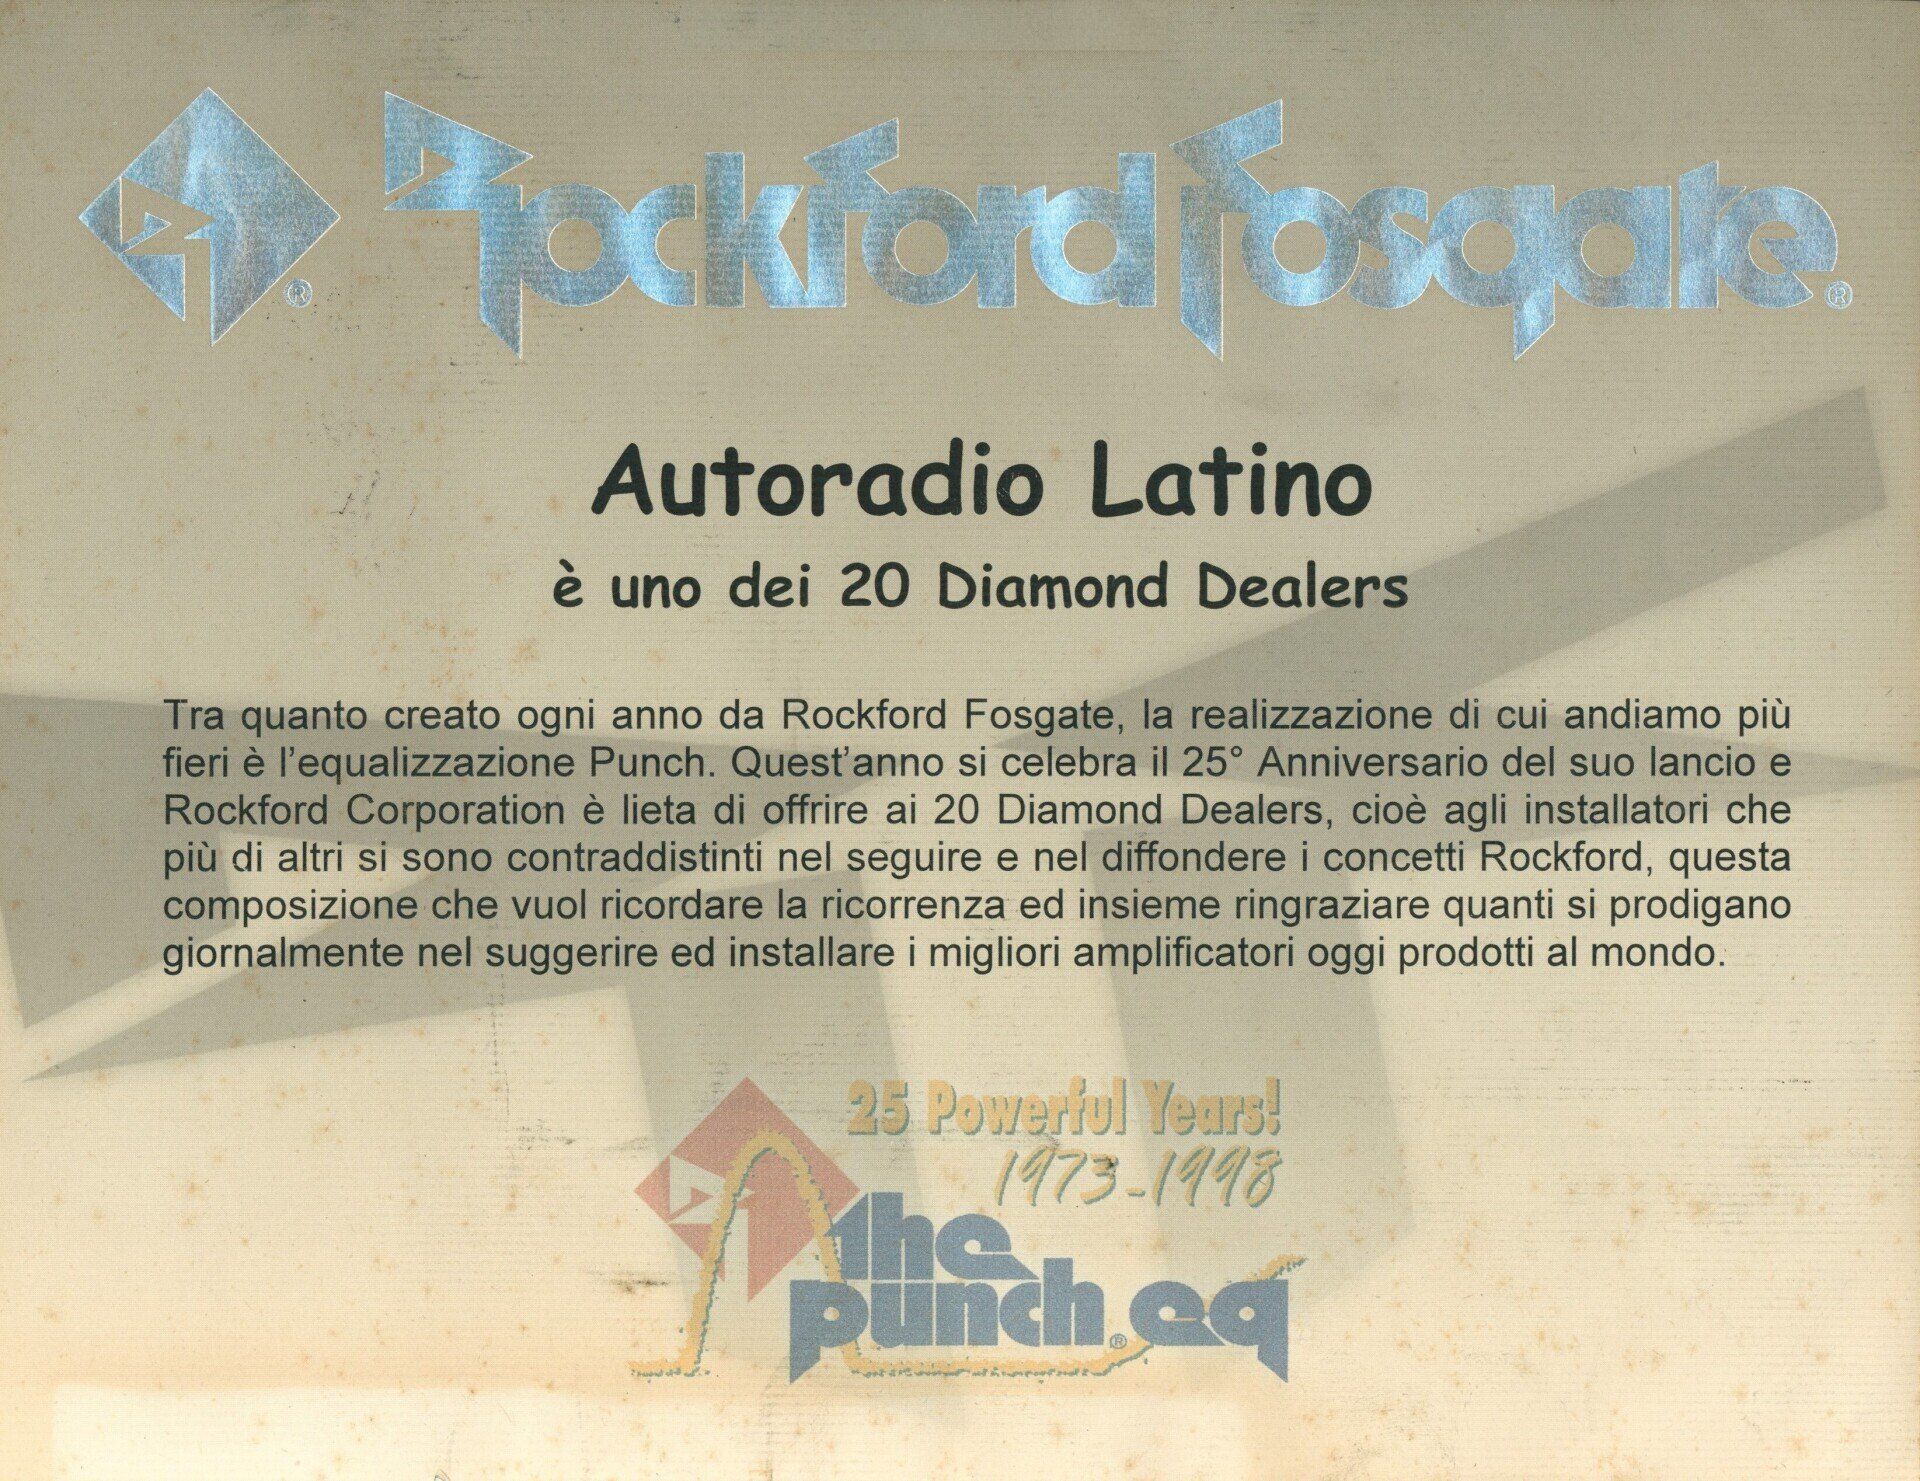 Rockford Fosgate®
Autoradio Latino
è uno dei 20 Diamond Dealers
Tra quanto creato ogni anno da Rockford Fosgate, la realizzazione di cui andiamo più
fieri è l'equalizzazione Punch. Quest'anno si celebra il 25° Anniversario del suo lancio e
Rockford Corporation è lieta di offrire ai 20 Diamond Dealers, cioè agli installatori che
più di altri si sono contraddistinti nel seguire e nel diffondere i concetti Rockford, questa
composizione che vuol ricordare la ricorrenza ed insieme ringraziare quanti si prodigano
giornalmente nel suggerire ed installare i migliori amplificatori oggi prodotti al mondo.
25 Powerful Years!
1973-1998
the
punch® eq